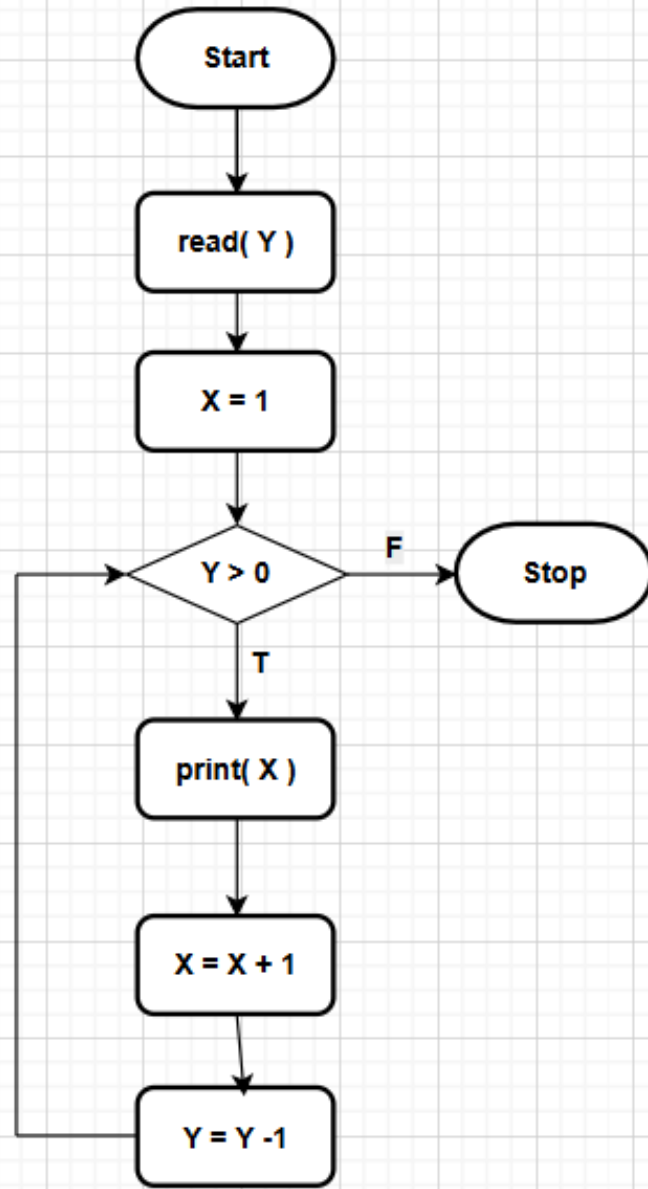 Start
read( Y )
X = 1
Y > 0
F
Stop
T
print( X )
X = X + 1
Y = Y -1